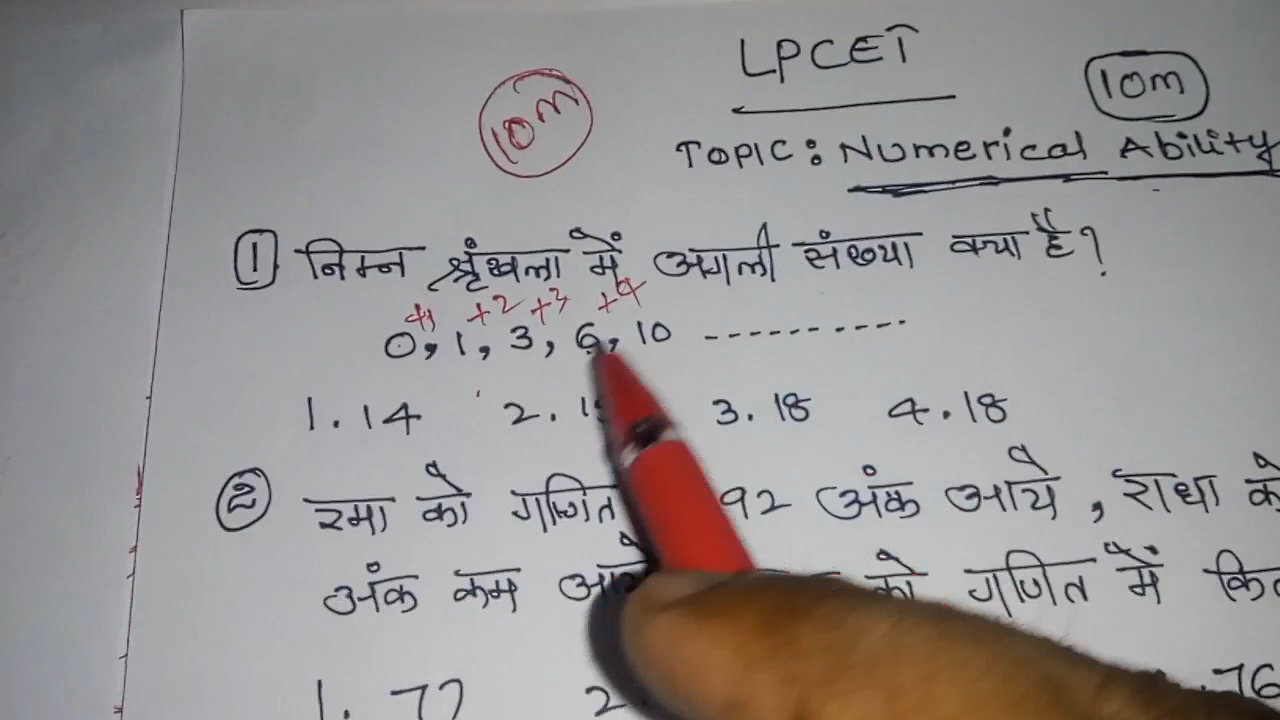 LPCET
10m
10m
TOPIC: Numerical Ability
1 निम्न श्रृंखला में अगली संख्या क्या है?
+1 +2 +3 +4
0, 1, 3, 6, 10 ----------
1. 14 2. 3. 18 4. 18
2 रमा को गणित 92 अंक आये, राधा के
अंक कम को गणित में
1. 77 2 .76